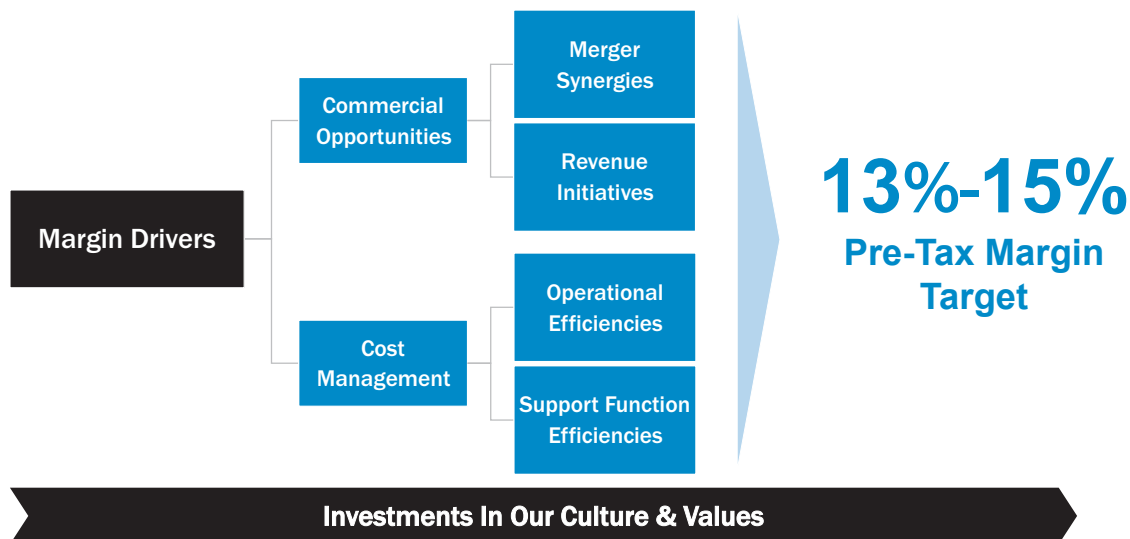 Margin Drivers
Commercial
Opportunities
Merger
Synergies
Revenue
Initiatives
Cost
Management
Operational
Efficiencies
Support Function
Efficiencies
13%-15%
Pre-Tax Margin
Target
Investments In Our Culture & Values